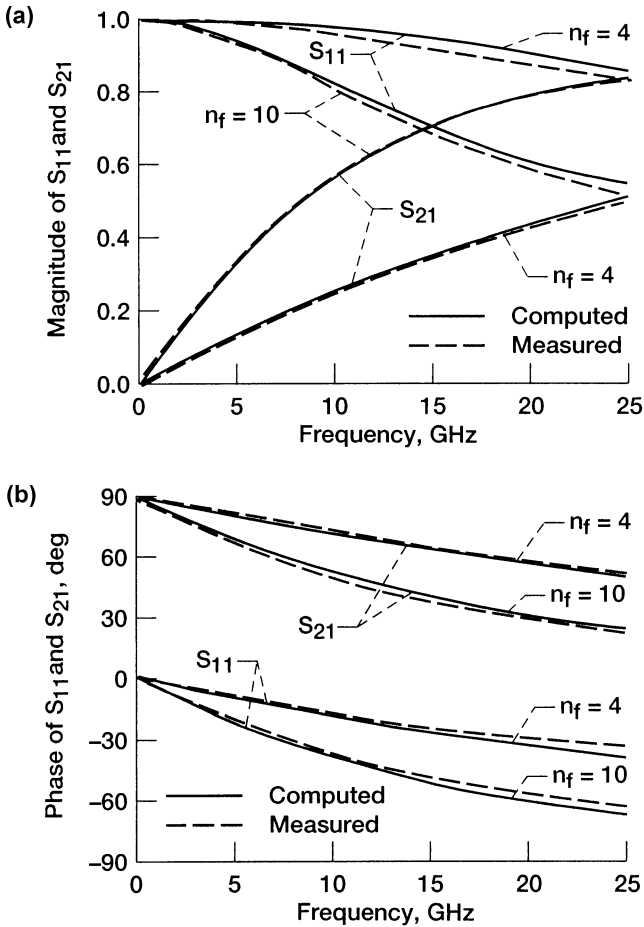 (a)
Magnitude of S11 and S21
1.0
0.8
0.6
0.4
0.2
0.0
nf = 4
S11
nf = 10
S21
nf = 4
Computed
Measured
0
5
10
15
20
25
Frequency, GHz
(b)
Phase of S11 and S21, deg
90
60
30
0
−30
−60
−90
nf = 4
nf = 10
S21
S11
nf = 4
nf = 10
Computed
Measured
0
5
10
15
20
25
Frequency, GHz